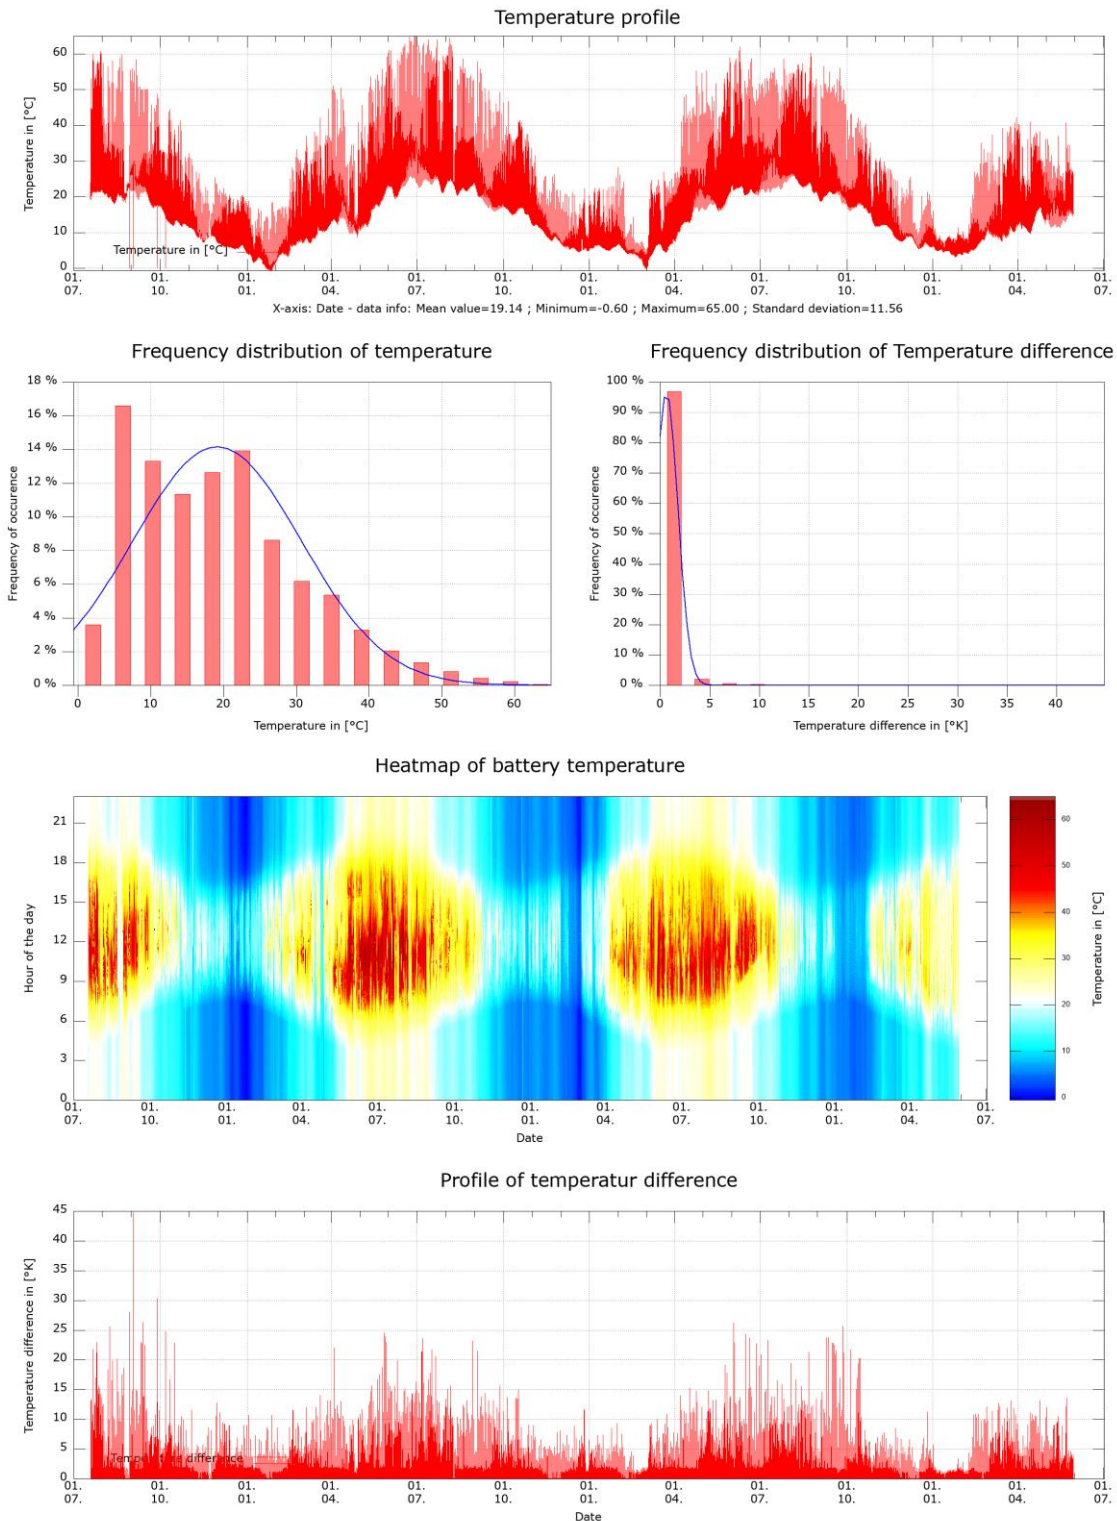 Temperature profile
Temperature in [°C]
60
50
40
30
20
10
0
Temperature in [°C]
01. 01. 01. 01. 01. 01. 01. 01. 01. 01. 01. 01. 01.
07. 10. 01. 04. 07. 10. 01. 04. 07. 10. 01. 04. 07.
X-axis: Date - data info: Mean value=19.14 ; Minimum=-0.60 ; Maximum=65.00 ; Standard deviation=11.56
Frequency distribution of temperature
Frequency of occurence
18 %
16 %
14 %
12 %
10 %
8 %
6 %
4 %
2 %
0 %
0 10 20 30 40 50 60
Temperature in [°C]
Frequency distribution of Temperature difference
Frequency of occurence
100 %
90 %
80 %
70 %
60 %
50 %
40 %
30 %
20 %
10 %
0 %
0 5 10 15 20 25 30 35 40
Temperature difference in [°K]
Heatmap of battery temperature
Hour of the day
21
18
15
12
9
6
3
0
01. 01. 01. 01. 01. 01. 01. 01. 01. 01. 01. 01. 01.
07. 10. 01. 04. 07. 10. 01. 04. 07. 10. 01. 04. 07.
Date
60
50
40
30
20
10
0
Temperature in [°C]
Profile of temperatur difference
Temperature difference in [°K]
45
40
35
30
25
20
15
10
5
0
Temperature difference
01. 01. 01. 01. 01. 01. 01. 01. 01. 01. 01. 01. 01.
07. 10. 01. 04. 07. 10. 01. 04. 07. 10. 01. 04. 07.
Date